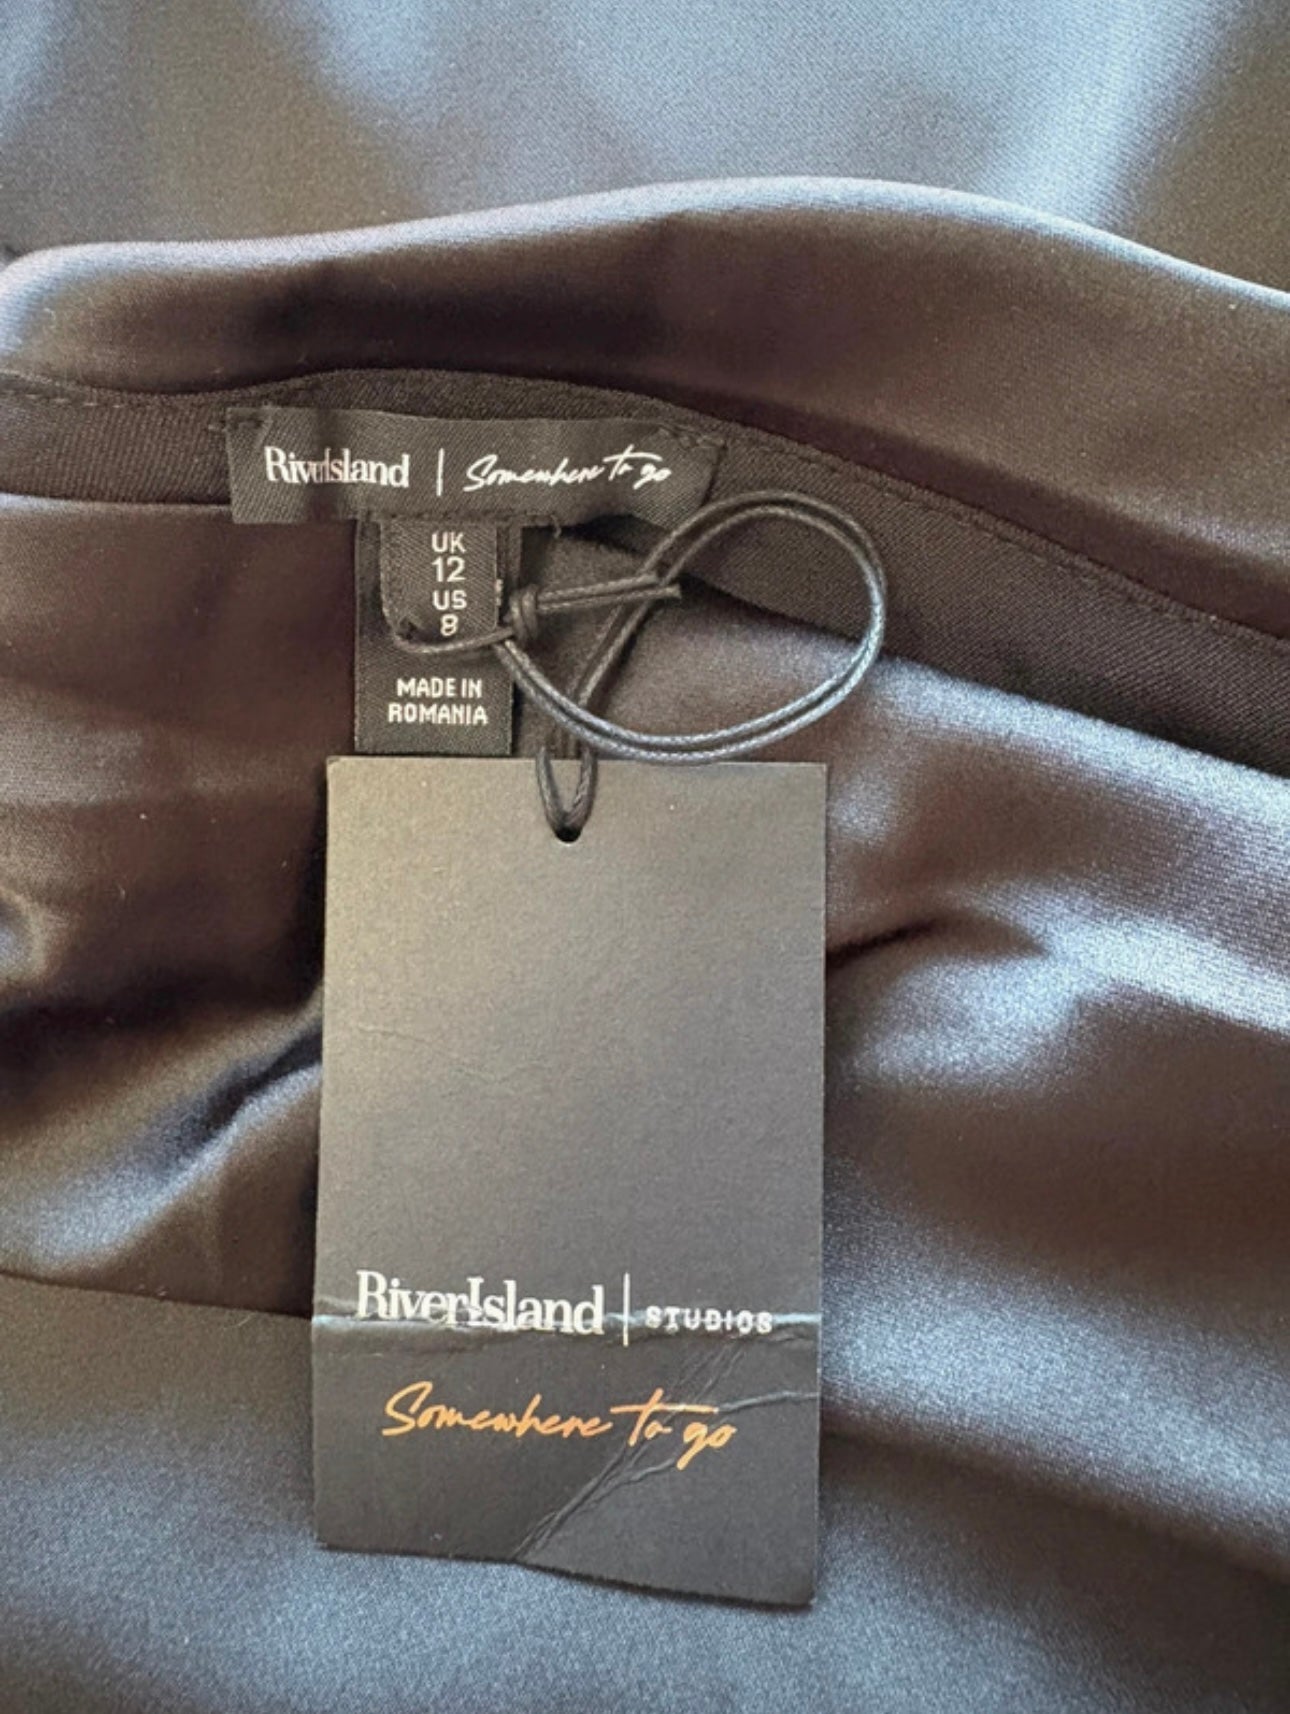 RiverIsland | Somewhere to go
UK
12
US
8
MADE IN
ROMANIA
RiverIsland | STUDIOS
Somewhere to go